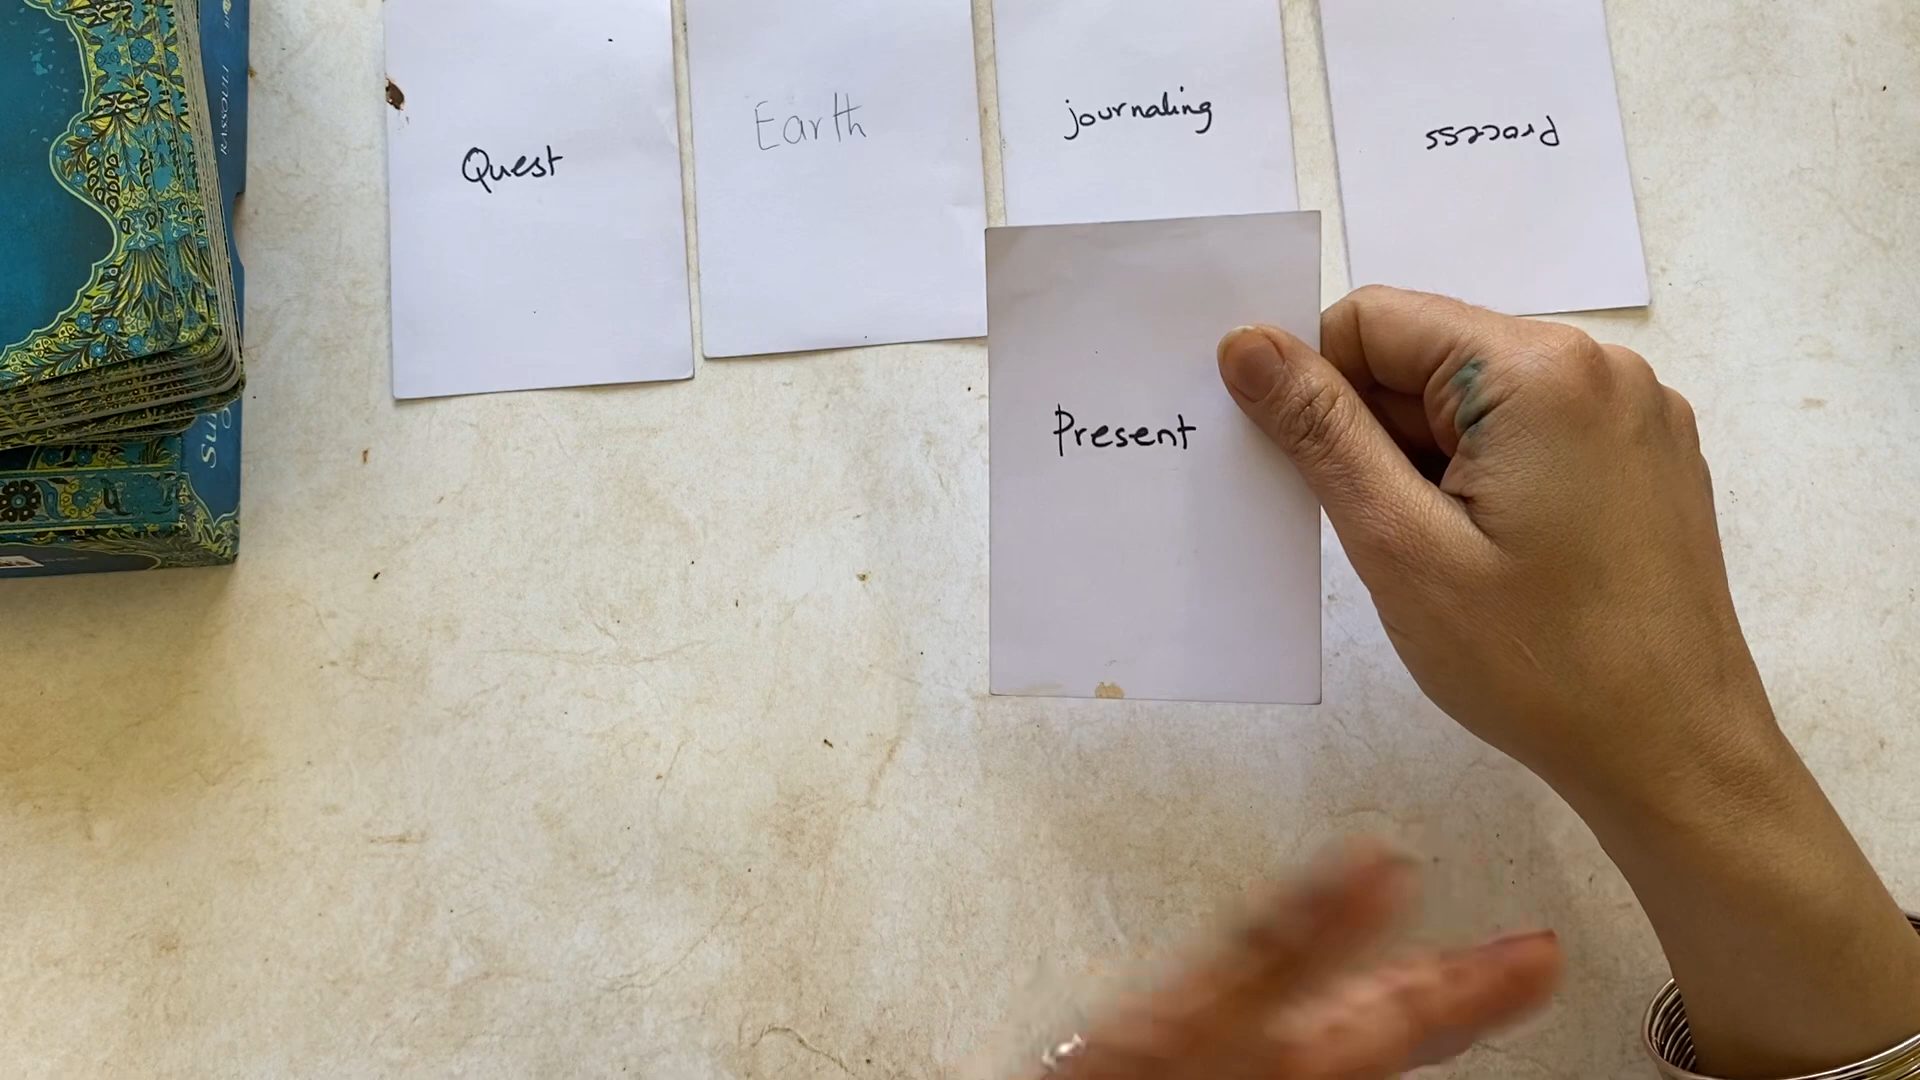 Quest
Earth
journaling
Process
Present